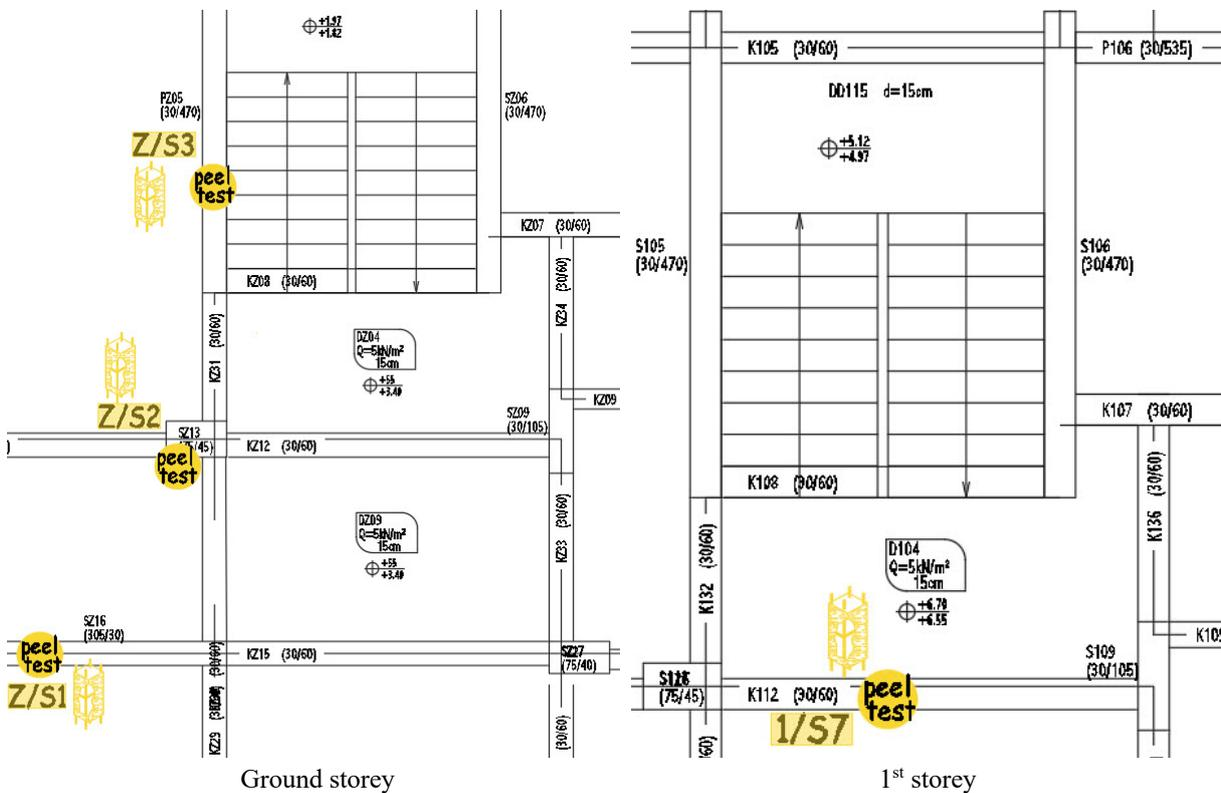 +1.97
+1.82
PZ05
(30/470)
SZ06
(30/470)
Z/S3
peel
test
KZ07 (30/60)
KZ08 (30/60)
(30/60)
KZ34
(30/60)
KZ31
DZ04
Q=5kN/m²
15cm
+3.40
KZ09
Z/S2
SZ09
(30/105)
SZ13
peel
test
KZ12 (30/60)
(30/60)
KZ33
DZ09
Q=5kN/m²
15cm
+3.40
SZ16
(305/30)
peel
test
KZ15 (30/60)
SZ27
(75/40)
Z/S1
(30/60)
KZ29
(30/60)
Ground storey
K105 (30/60)
P106 (30/535)
DD115 d=15cm
+5.12
+4.97
S105
(30/470)
S106
(30/470)
K107 (30/60)
K108 (30/60)
(30/60)
K136
(30/60)
K132
D104
Q=5kN/m²
15cm
+6.70
+6.55
S109
(30/105)
(75/45)
K112 (30/60)
peel
test
1/S7
1st storey